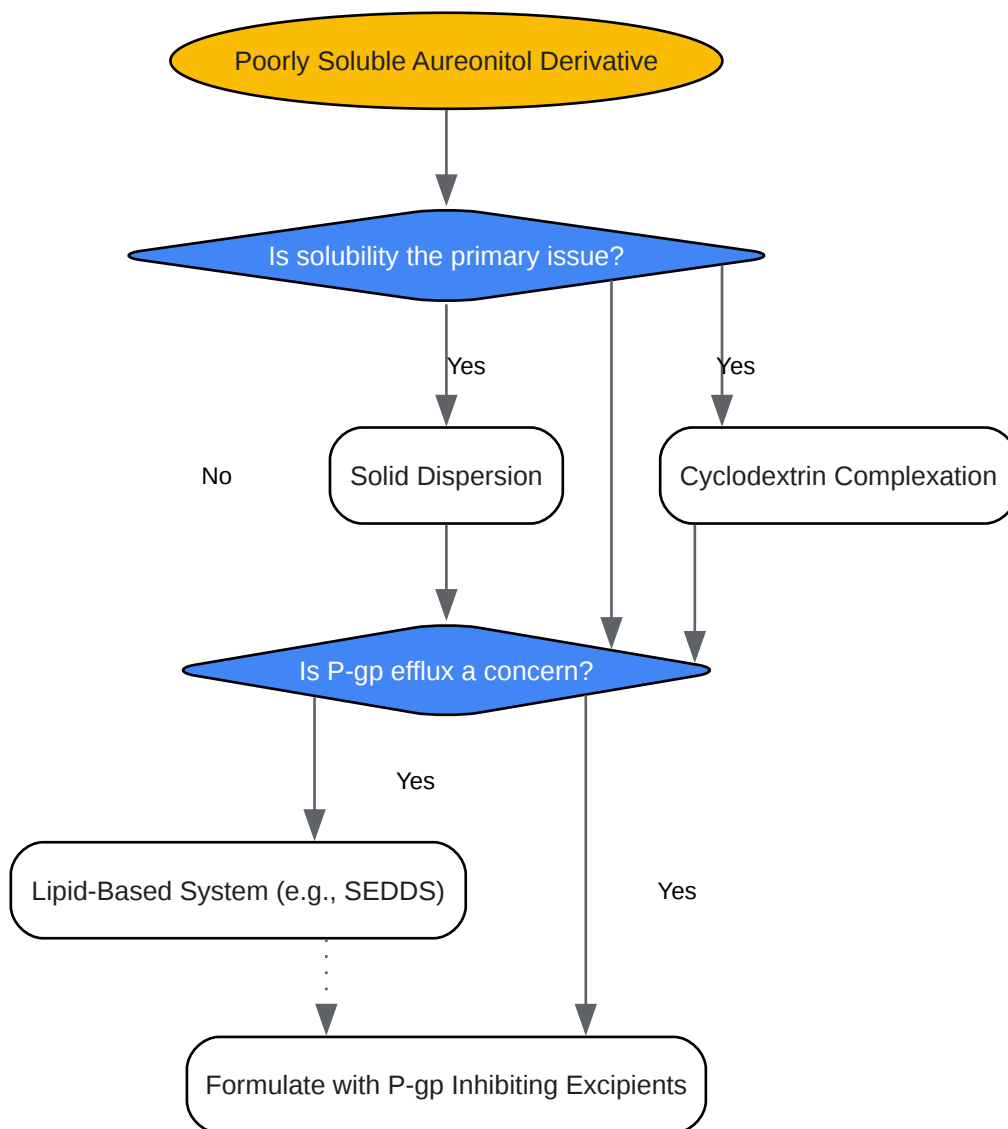 Poorly Soluble Aureonitol Derivative
Is solubility the primary issue?
Yes
Yes
No
Solid Dispersion
Cyclodextrin Complexation
Is P-gp efflux a concern?
Yes
Lipid-Based System (e.g., SEDDS)
Yes
Formulate with P-gp Inhibiting Excipients